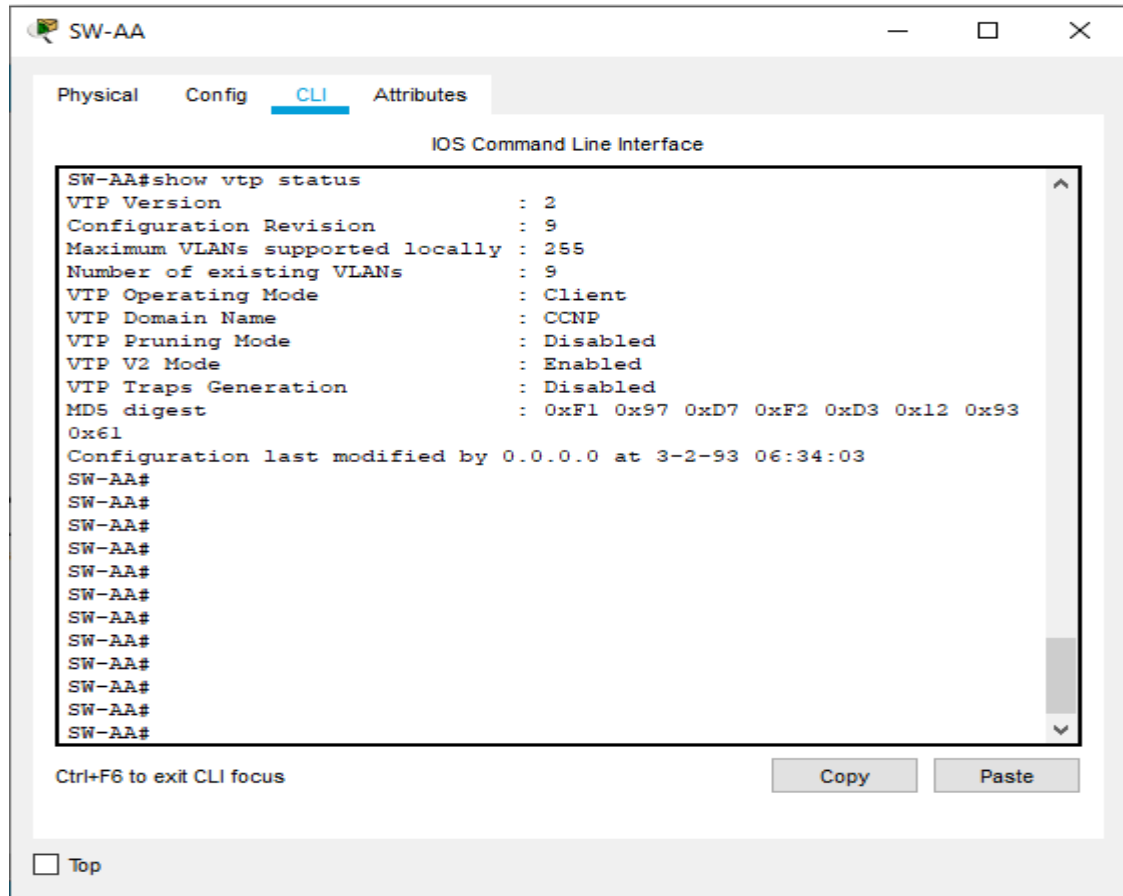 SW-AA
Physical Config CLI Attributes
IOS Command Line Interface
SW-AA#show vtp status
VTP Version : 2
Configuration Revision : 9
Maximum VLANs supported locally : 255
Number of existing VLANs : 9
VTP Operating Mode : Client
VTP Domain Name : CCNP
VTP Pruning Mode : Disabled
VTP V2 Mode : Enabled
VTP Traps Generation : Disabled
MD5 digest : 0xF1 0x97 0xD7 0xF2 0xD3 0x12 0x93
0x61
Configuration last modified by 0.0.0.0 at 3-2-93 06:34:03
SW-AA#
SW-AA#
SW-AA#
SW-AA#
SW-AA#
SW-AA#
SW-AA#
SW-AA#
SW-AA#
SW-AA#
SW-AA#
SW-AA#
Ctrl+F6 to exit CLI focus Copy Paste
Top